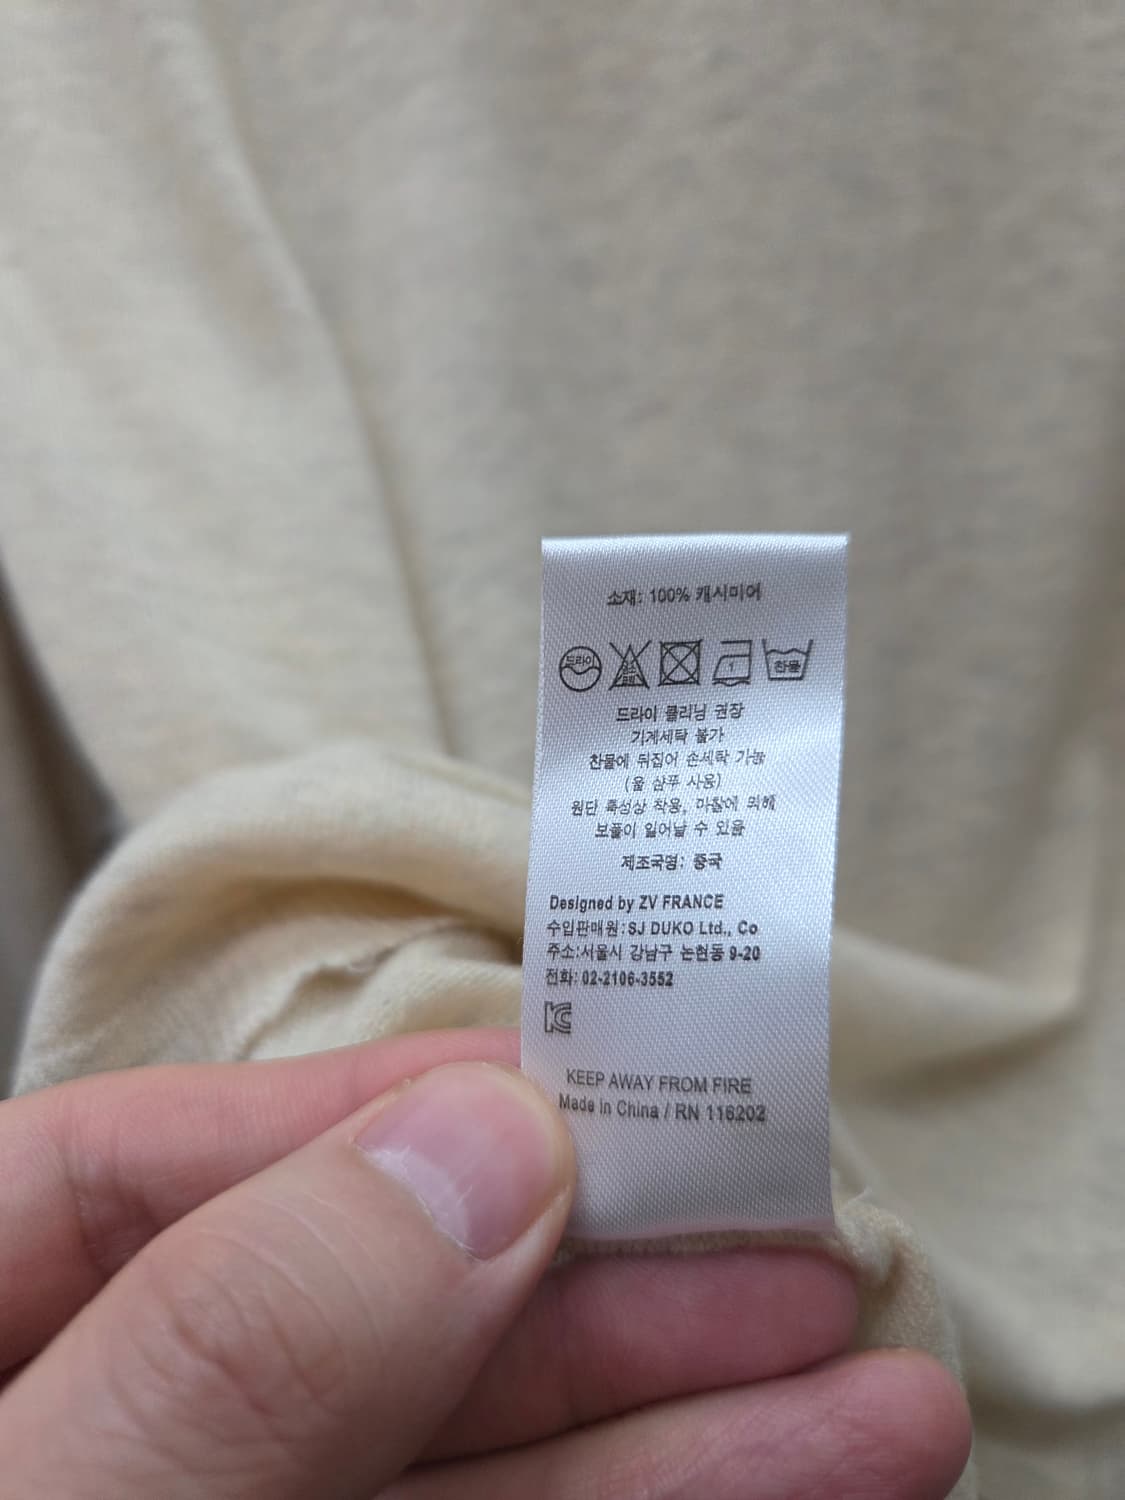 소재: 100% 캐시미어
드라이 염소 표백 1 찬물
드라이 클리닝 권장
기계세탁 불가
찬물에 뒤집어 손세탁 가능
(울 샴푸 사용)
원단 특성상 착용, 마찰에 의해
보풀이 일어날 수 있음
제조국명: 중국
Designed by ZV FRANCE
수입판매원:SJ DUKO Ltd., Co
주소:서울시 강남구 논현동 9-20
전화: 02-2106-3552
KC
KEEP AWAY FROM FIRE
Made in China / RN 116202